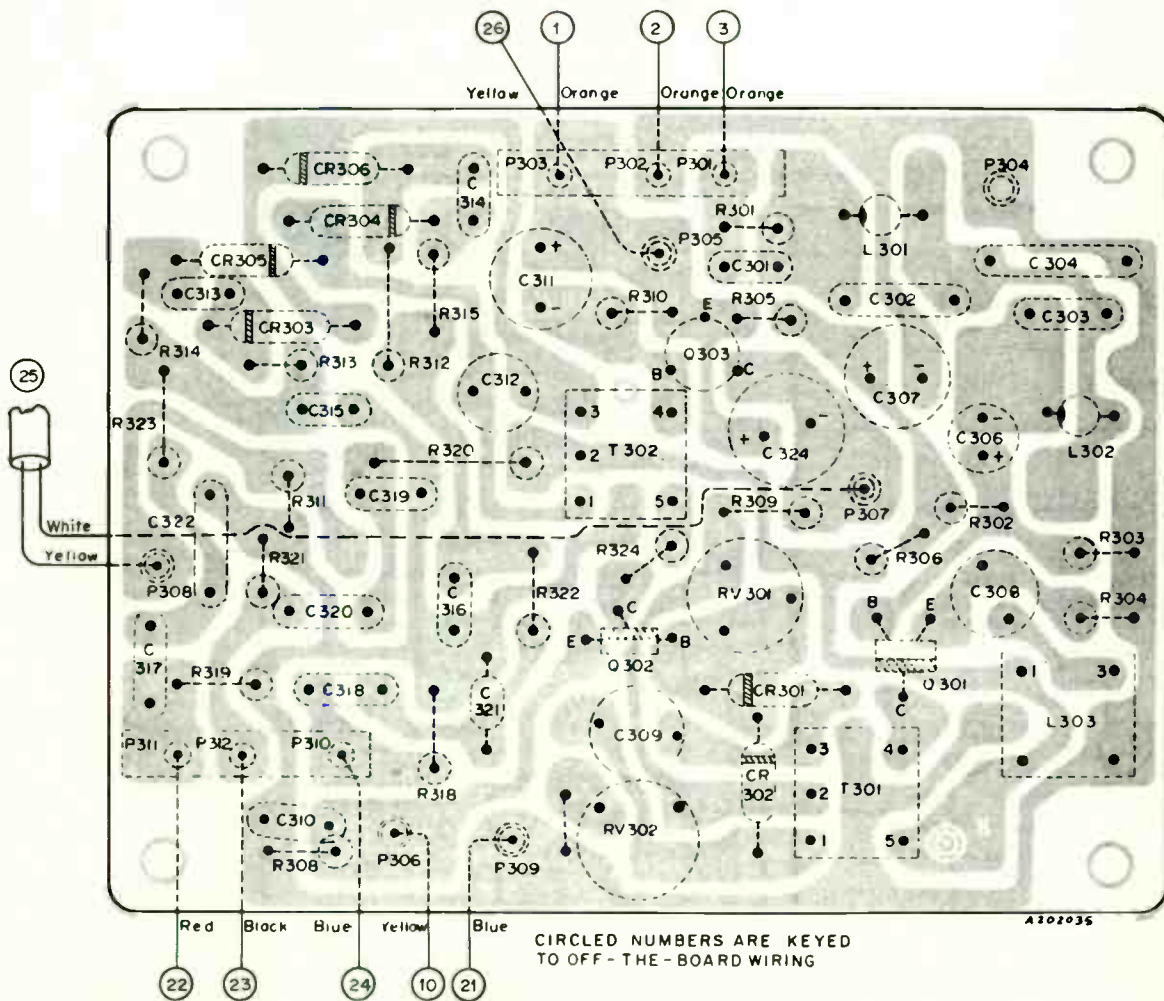 26 1 2 3
Yellow Orange Orunge Orange
P303 P302 P301 P304
CR306 C 314
R301
CR304 P305 L301
CR305 + C311 - C301 C304
C313 R310 E R305 C302 C303
R315
CR303 Q303
R314 R313 R312 B C + - C307
25 C312
C315 3 4 - C306 L302
R323 + C324 +
R320 2 T302
R311 C319 1 5 R309 P307
C322 R302
White
Yellow R321 R324 R306 R303
P308 C 316 R322 RV301 C308
C320 C B E R304
C 317 E B
Q302
R319 C318 C 321 CR301 Q301 1 3
C L303
P311 P312 P310 C309 3 4
R318 CR 302 2 T301
C310 RV302
R308 P306 P309 1 5
Red Black Blue Yellow Blue
A202035
CIRCLED NUMBERS ARE KEYED
TO OFF-THE-BOARD WIRING
22 23 24 10 21